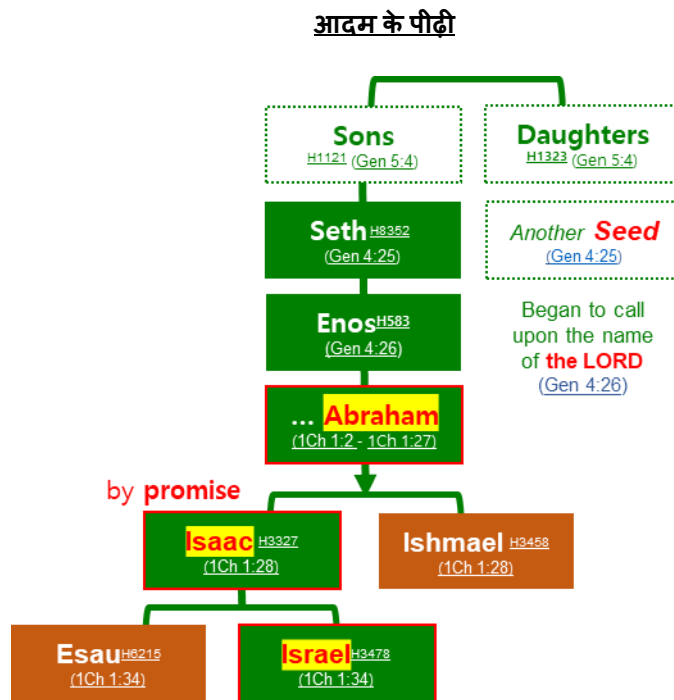 आदम के पीढ़ी
Sons
H1121 (Gen 5:4)
Daughters
H1323 (Gen 5:4)
Seth H8352
(Gen 4:25)
Another Seed
(Gen 4:25)
Enos H583
(Gen 4:26)
Began to call
upon the name
of the LORD
(Gen 4:26)
... Abraham
(1Ch 1:2 - 1Ch 1:27)
by promise
Isaac H3327
(1Ch 1:28)
Ishmael H3458
(1Ch 1:28)
Esau H6215
(1Ch 1:34)
Israel H3478
(1Ch 1:34)